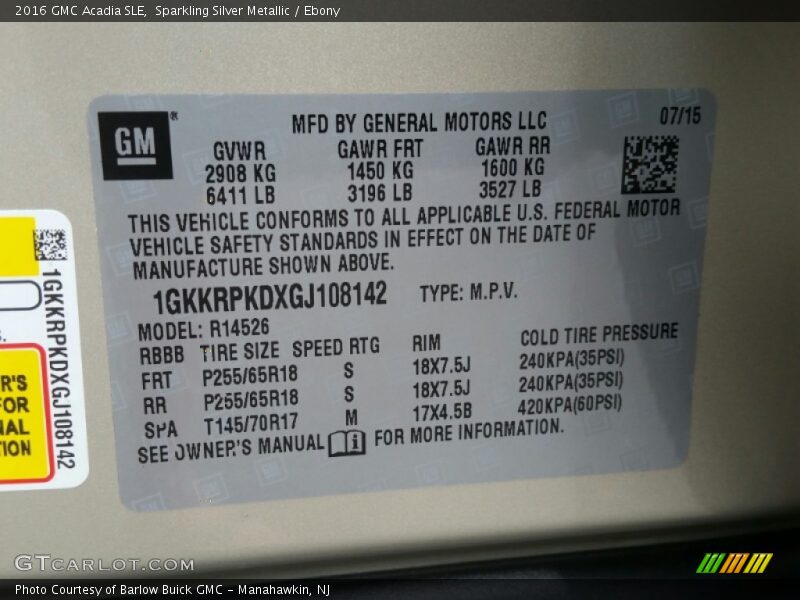 2016 GMC Acadia SLE,  Sparkling Silver Metallic / Ebony
GM®
MFD BY GENERAL MOTORS LLC
07/15
GVWR GAWR FRT GAWR RR
2908 KG 1450 KG 1600 KG
6411 LB 3196 LB 3527 LB
THIS VEHICLE CONFORMS TO ALL APPLICABLE U.S. FEDERAL MOTOR
VEHICLE SAFETY STANDARDS IN EFFECT ON THE DATE OF
MANUFACTURE SHOWN ABOVE.
1GKKRPKDXGJ108142 TYPE: M.P.V.
MODEL: R14526
RBBB TIRE SIZE SPEED RTG RIM COLD TIRE PRESSURE
FRT P255/65R18 S 18X7.5J 240KPA(35PSI)
RR P255/65R18 S 18X7.5J 240KPA(35PSI)
SPA T145/70R17 M 17X4.5B 420KPA(60PSI)
SEE OWNER'S MANUAL FOR MORE INFORMATION.
1GKKRPKDXGJ108142
R'S
FOR
NAL
TION
GTCARLOT.COM
Photo Courtesy of Barlow Buick GMC - Manahawkin, NJ